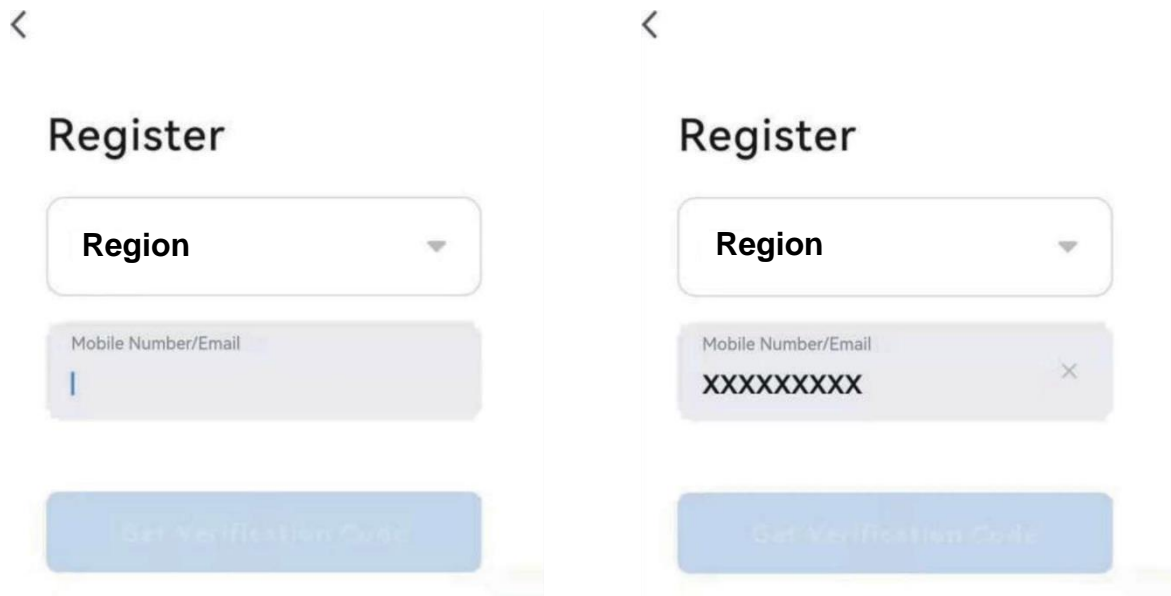 Register
Region
Mobile Number/Email
Get Verification Code
Register
Region
Mobile Number/Email
XXXXXXXXX
Get Verification Code